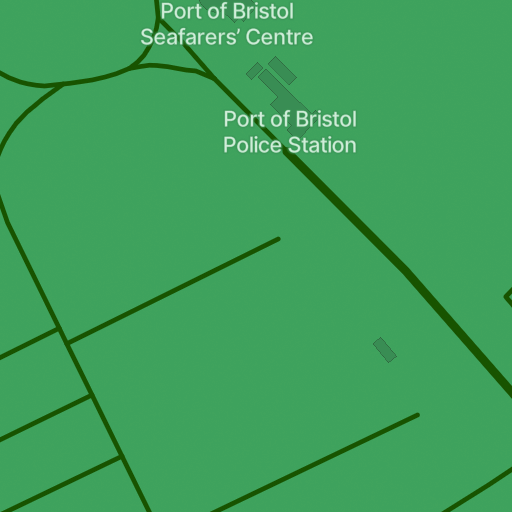 Port of Bristol
Seafarers’ Centre
Port of Bristol
Police Station